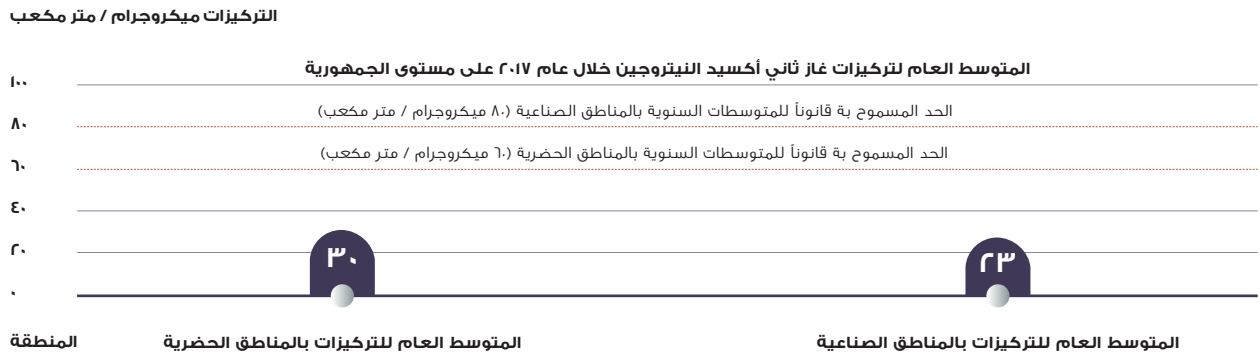 التركيزات ميكروجرام / متر مكعب
المتوسط العام لتركيزات غاز ثاني أكسيد النيتروجين خلال عام ٢٠١٧ على مستوى الجمهورية
١٠٠
الحد المسموح بة قانوناً للمتوسطات السنوية بالمناطق الصناعية (٨٠ ميكروجرام / متر مكعب)
٨٠
الحد المسموح بة قانوناً للمتوسطات السنوية بالمناطق الحضرية (٦٠ ميكروجرام / متر مكعب)
٦٠
٤٠
٢٠
٢٣
٣٠
٠
المتوسط العام للتركيزات بالمناطق الصناعية
المتوسط العام للتركيزات بالمناطق الحضرية
المنطقة